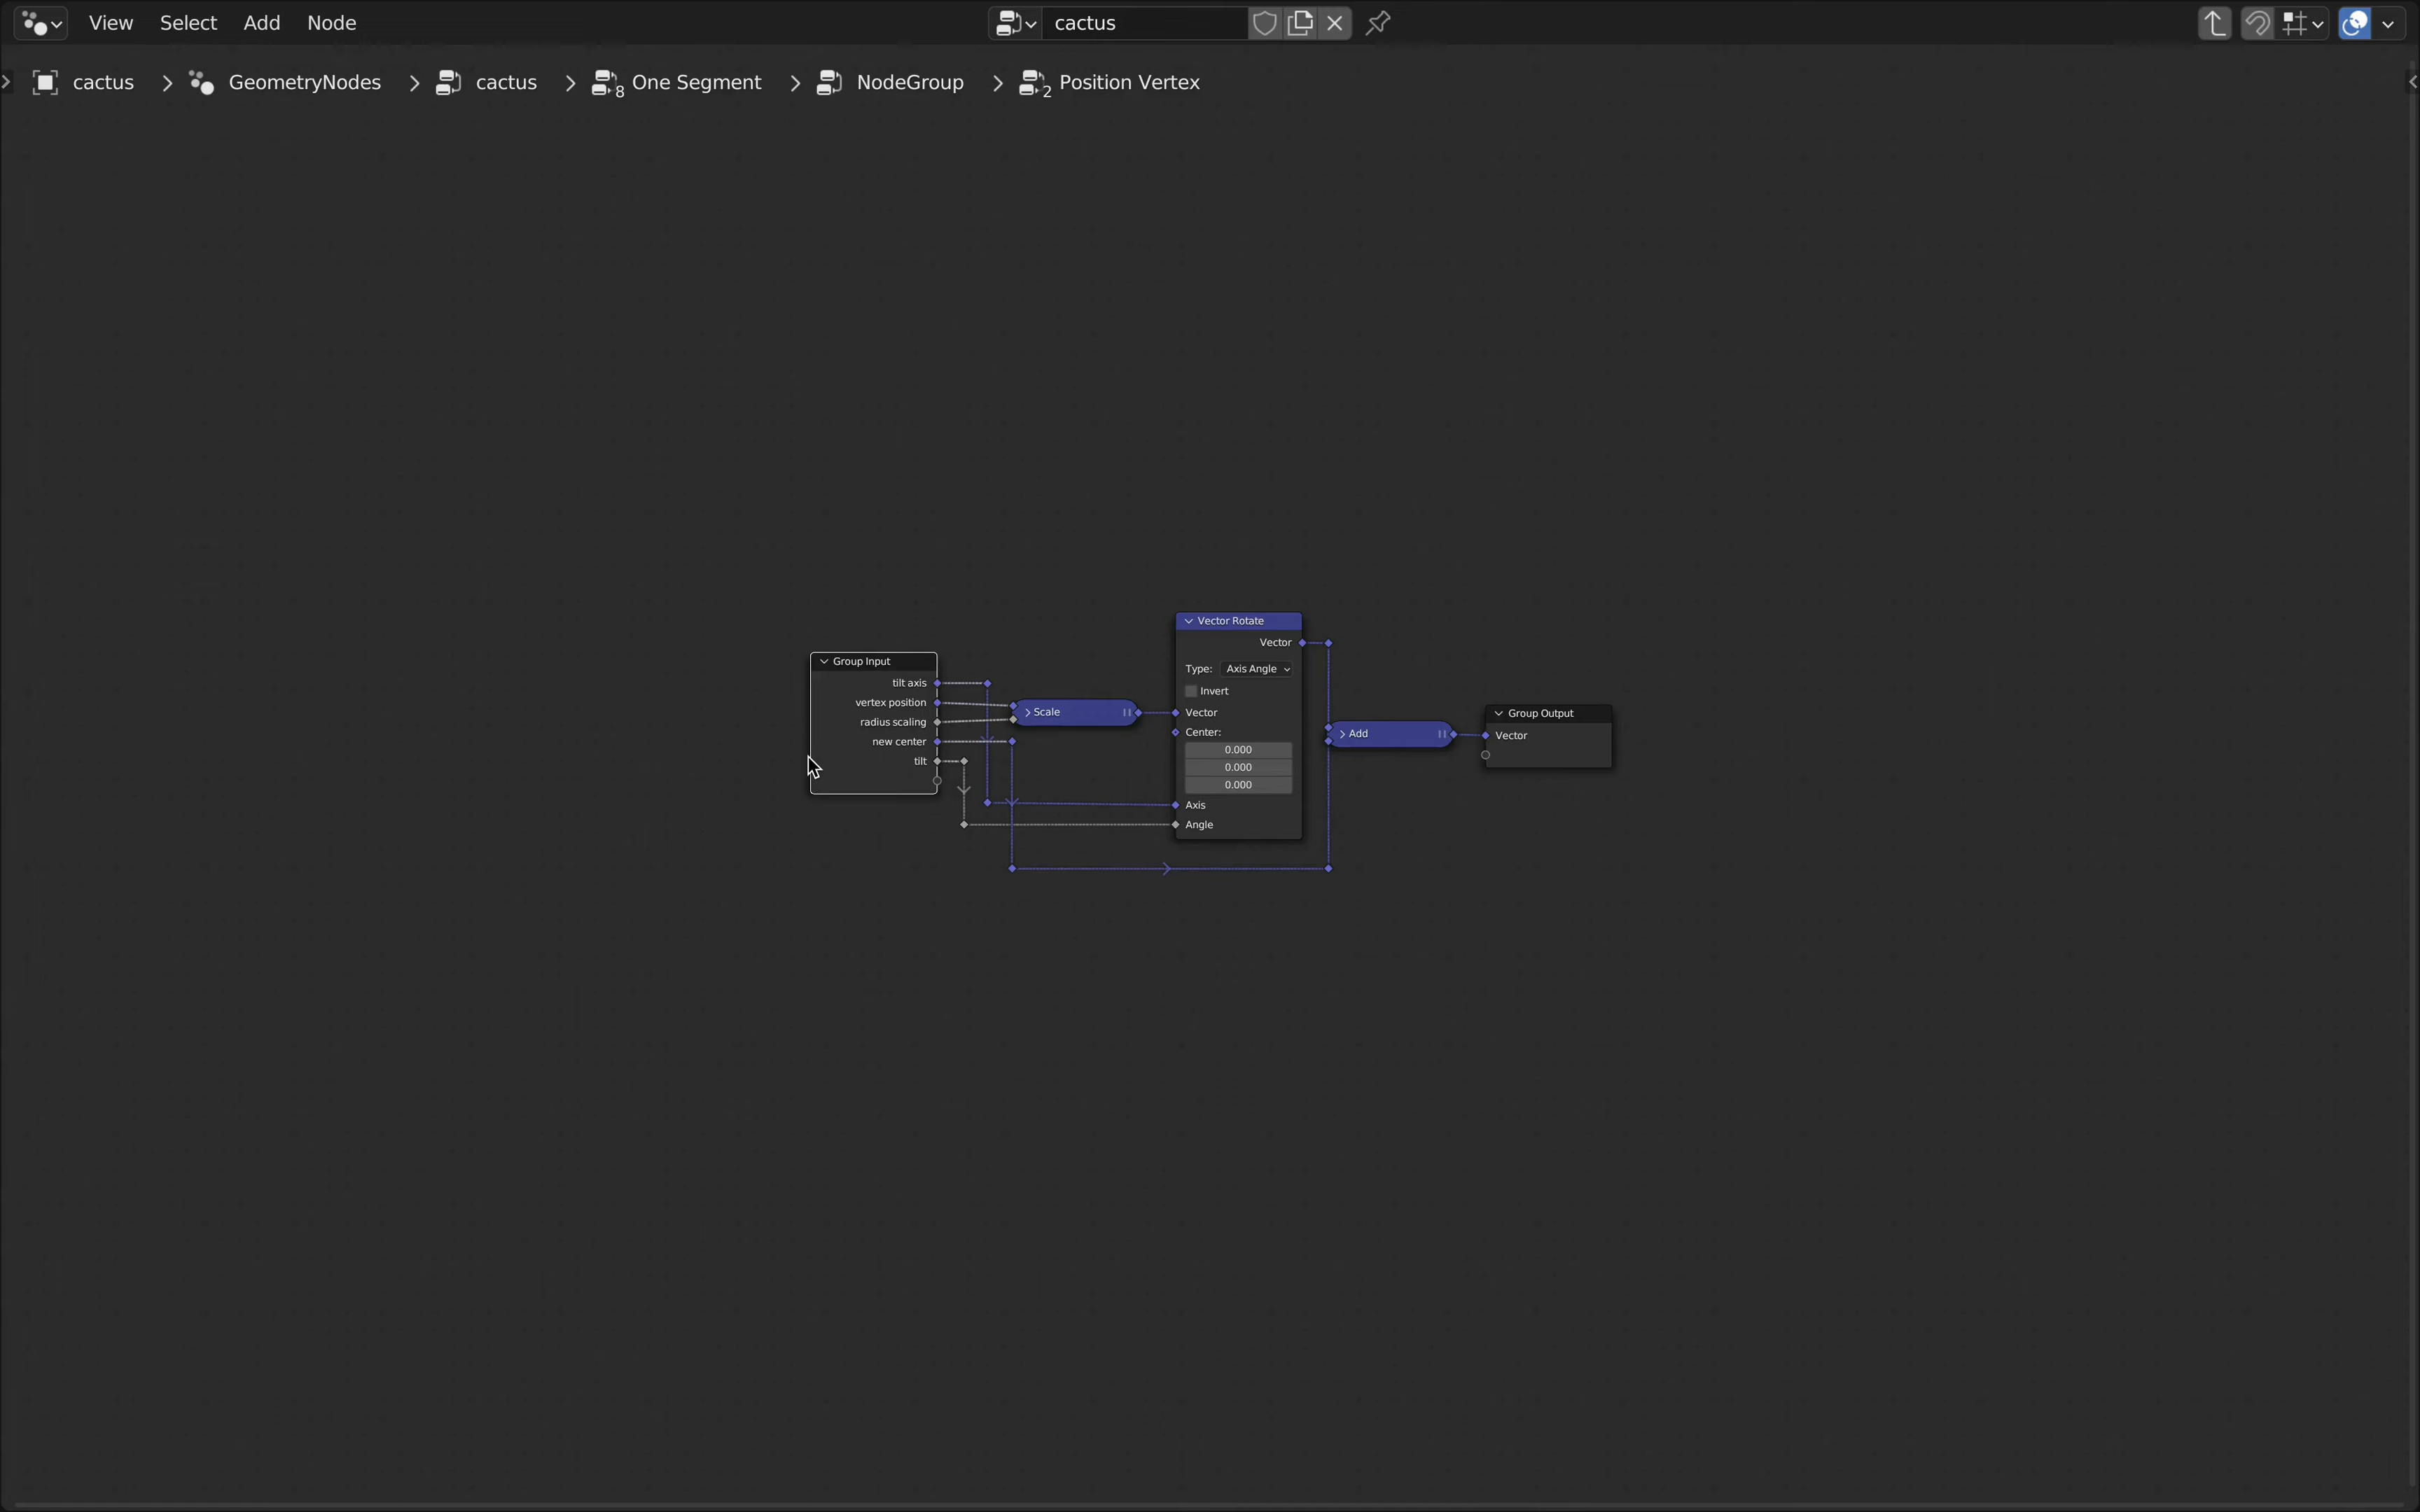 View Select Add Node cactus
cactus GeometryNodes cactus 8 One Segment NodeGroup 2 Position Vertex
Group Input
tilt axis
vertex position
radius scaling
new center
tilt
Scale
Vector Rotate
Vector
Type: Axis Angle
Invert
Vector
Center:
0.000
0.000
0.000
Axis
Angle
Add
Group Output
Vector